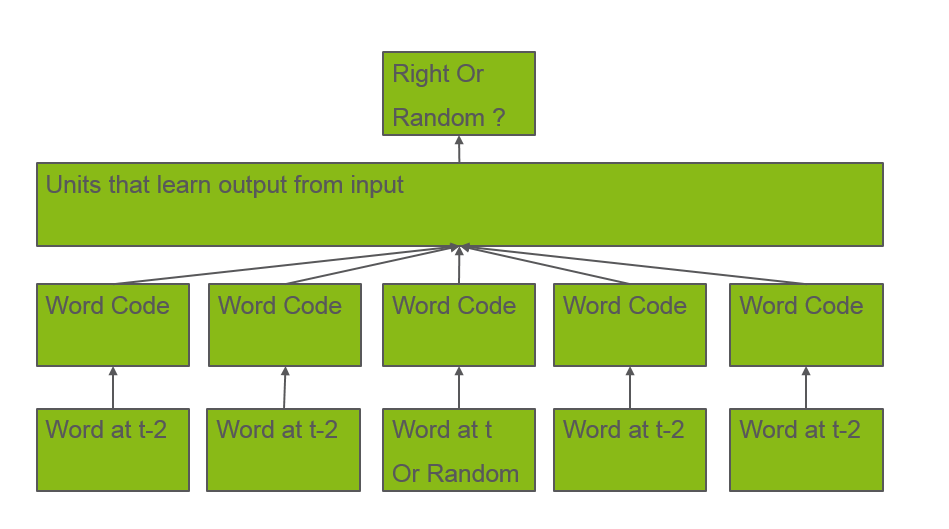 Right Or
Random ?
Units that learn output from input
Word Code
Word Code
Word Code
Word Code
Word Code
Word at t-2
Word at t-2
Word at t
Or Random
Word at t-2
Word at t-2